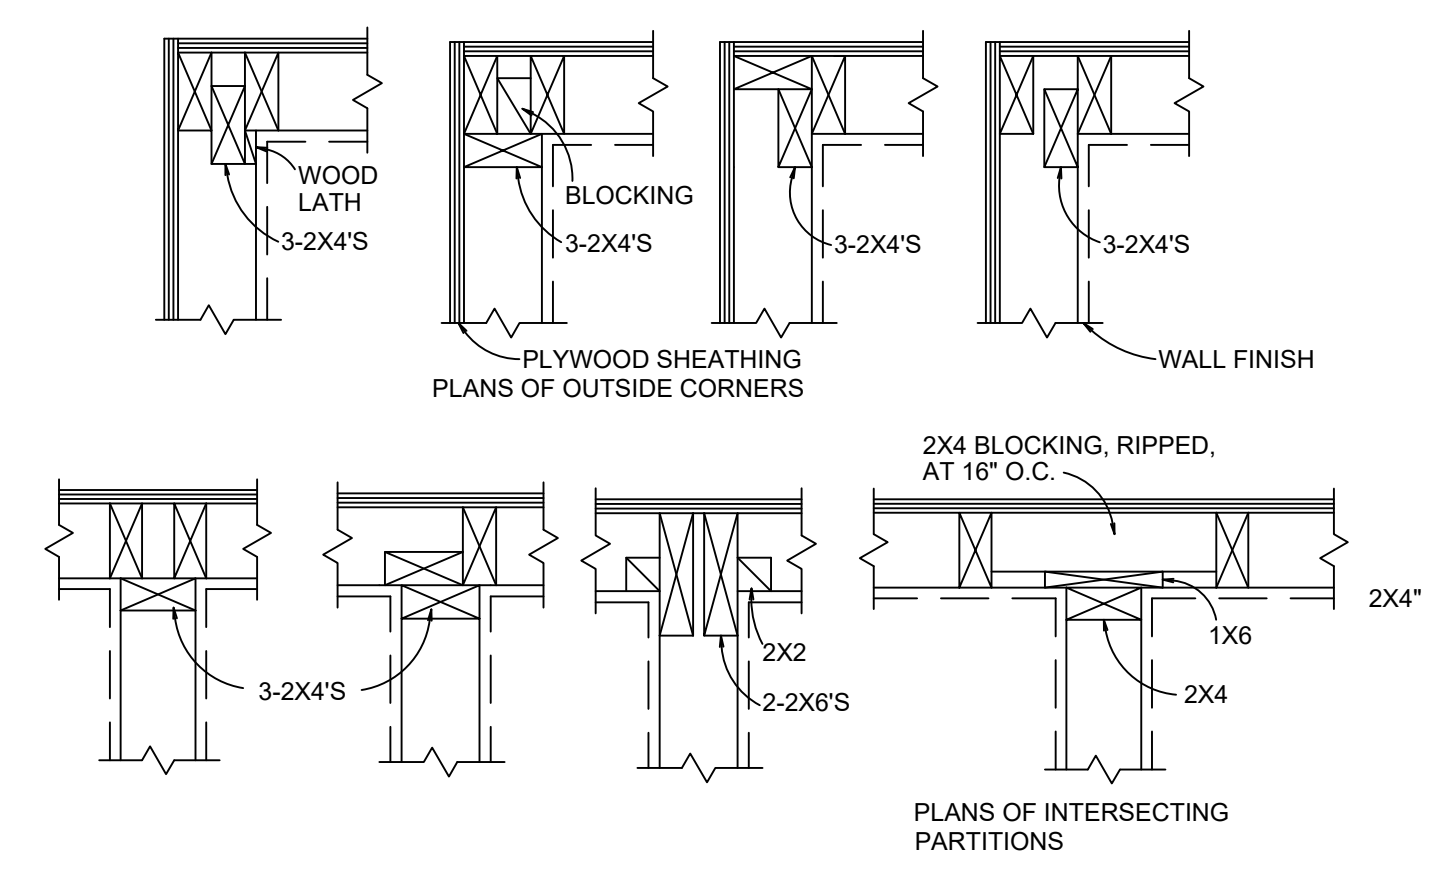 WOOD
LATH
3-2X4'S
BLOCKING
3-2X4'S
3-2X4'S
3-2X4'S
PLYWOOD SHEATHING
WALL FINISH
PLANS OF OUTSIDE CORNERS
2X4 BLOCKING, RIPPED,
AT 16" O.C.
3-2X4'S
2X2
2-2X6'S
1X6
2X4
2X4"
PLANS OF INTERSECTING
PARTITIONS